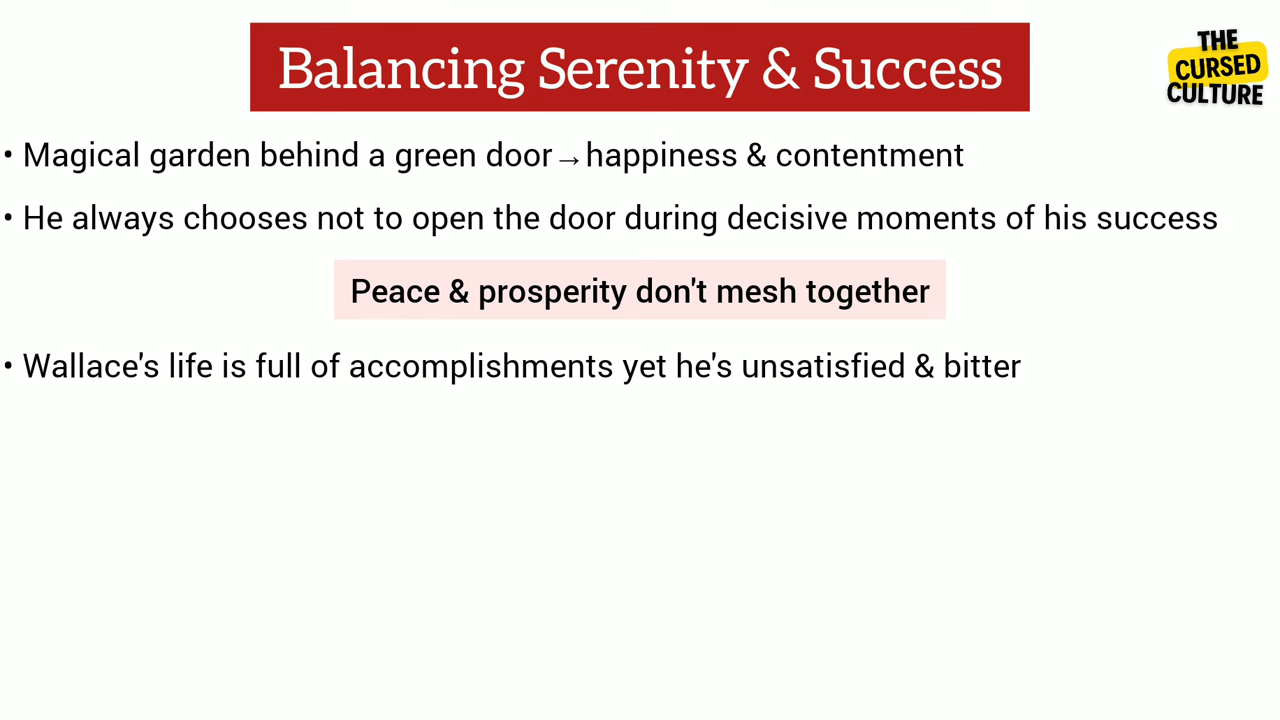 Balancing Serenity & Success
THE
CURSED
CULTURE
• Magical garden behind a green door→happiness & contentment
• He always chooses not to open the door during decisive moments of his success
Peace & prosperity don't mesh together
• Wallace's life is full of accomplishments yet he's unsatisfied & bitter